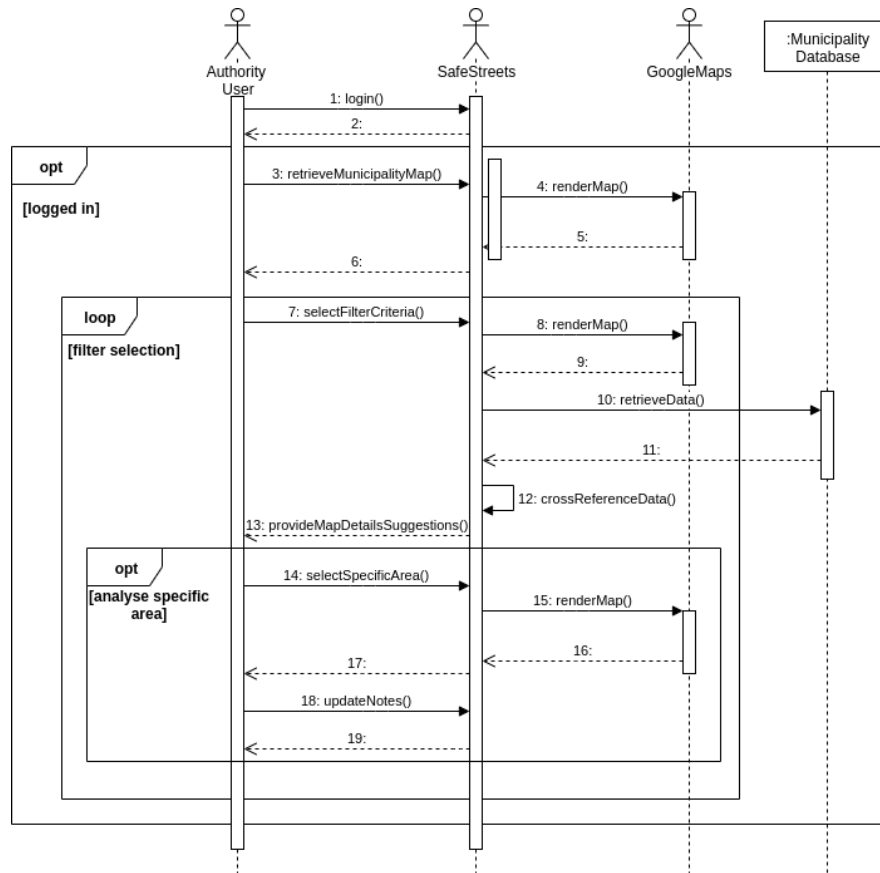 Authority
User
SafeStreets
GoogleMaps
:Municipality
Database
1: login()
2:
opt
[logged in]
3: retrieveMunicipalityMap()
4: renderMap()
5:
6:
loop
[filter selection]
7: selectFilterCriteria()
8: renderMap()
9:
10: retrieveData()
11:
12: crossReferenceData()
13: provideMapDetailsSuggestions()
opt
[analyse specific
area]
14: selectSpecificArea()
15: renderMap()
16:
17:
18: updateNotes()
19: